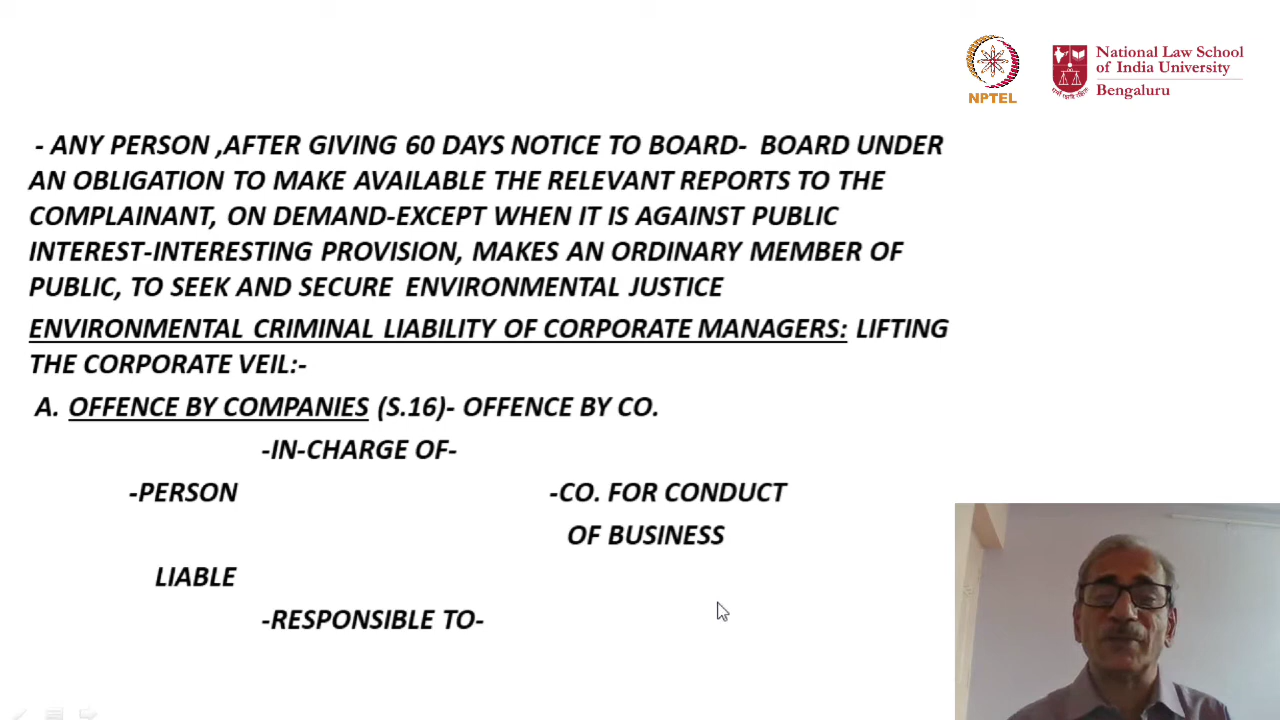 NPTEL
National Law School
of India University
Bengaluru
- ANY PERSON ,AFTER GIVING 60 DAYS NOTICE TO BOARD- BOARD UNDER
AN OBLIGATION TO MAKE AVAILABLE THE RELEVANT REPORTS TO THE
COMPLAINANT, ON DEMAND-EXCEPT WHEN IT IS AGAINST PUBLIC
INTEREST-INTERESTING PROVISION, MAKES AN ORDINARY MEMBER OF
PUBLIC, TO SEEK AND SECURE ENVIRONMENTAL JUSTICE
ENVIRONMENTAL CRIMINAL LIABILITY OF CORPORATE MANAGERS: LIFTING
THE CORPORATE VEIL:-
A. OFFENCE BY COMPANIES (S.16)- OFFENCE BY CO.
-IN-CHARGE OF-
-PERSON -CO. FOR CONDUCT
OF BUSINESS
LIABLE
-RESPONSIBLE TO-